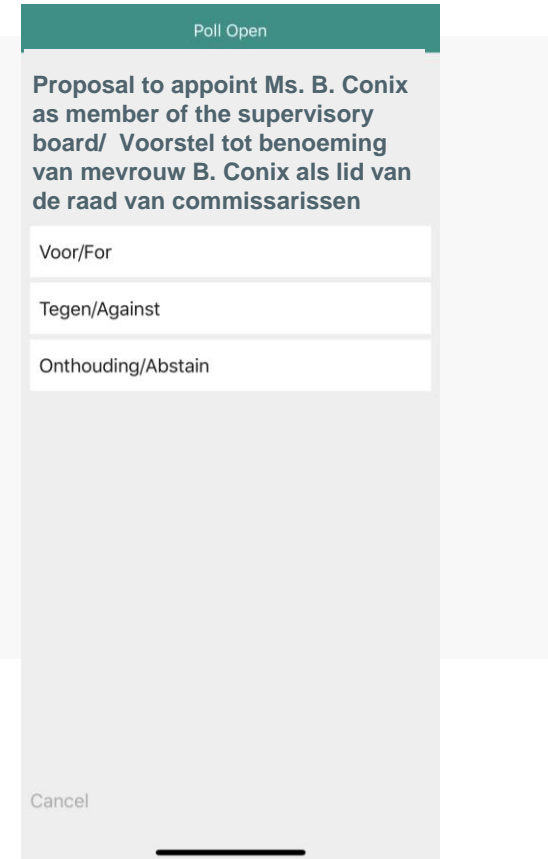 Poll Open
Proposal to appoint Ms. B. Conix
as member of the supervisory
board/ Voorstel tot benoeming
van mevrouw B. Conix als lid van
de raad van commissarissen
Voor/For
Tegen/Against
Onthouding/Abstain
Cancel